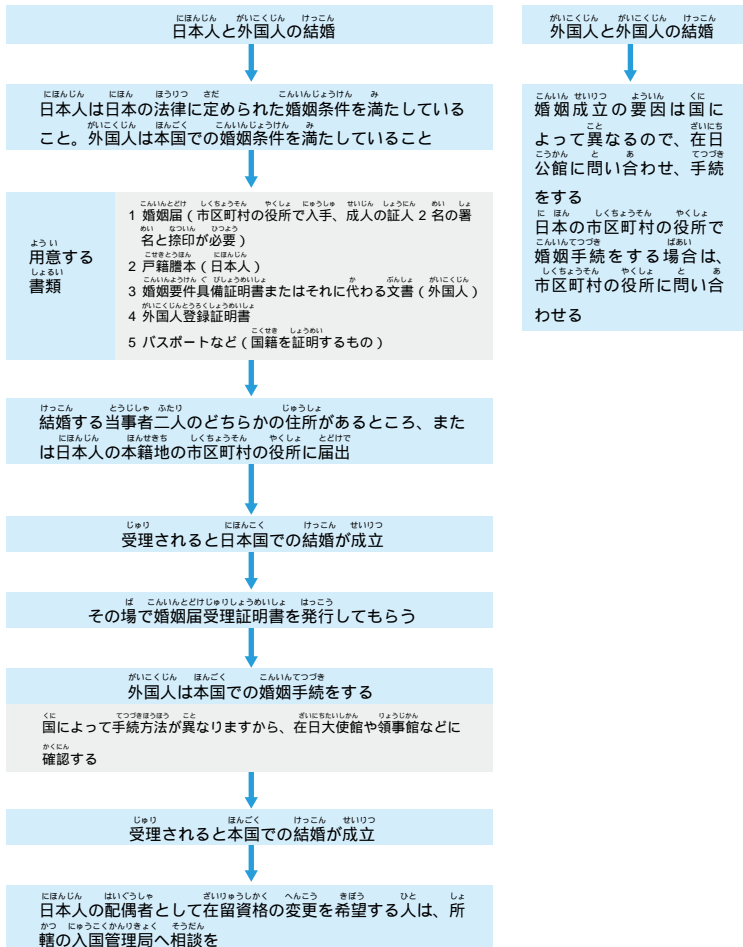 にほんじん がいこくじん けっこん
日本人と外国人の結婚
にほんじん にほん ほうりつ さだ こんいんじょうけん み
日本人は日本の法律に定められた婚姻条件を満たしている
がいこくじん ほんごく こんいんじょうけん み
こと。外国人は本国での婚姻条件を満たしていること
ようい
用意する
しょるい
書類
こんいんとどけ しくちょうそん やくしょ にゅうしゅ せいじん しょうにん めい しょ
1 婚姻届(市区町村の役所で入手、成人の証人 2 名の署
めい なついん ひつよう
名と捺印が必要)
こせきとうほん にほんじん
2 戸籍謄本(日本人)
こんいんようけんぐびしょうめいしょ か ぶんしょ がいこくじん
3 婚姻要件具備証明書またはそれに代わる文書(外国人)
がいこくじんとうろくしょうめいしょ
4 外国人登録証明書
こくせき しょうめい
5 パスポートなど(国籍を証明するもの)
けっこん とうじしゃ ふたり じゅうしょ
結婚する当事者二人のどちらかの住所があるところ、また
にほんじん ほんせきち しくちょうそん やくしょ とどけで
は日本人の本籍地の市区町村の役所に届出
じゅり にほんこく けっこん せいりつ
受理されると日本国での結婚が成立
ば こんいんとどけじゅりしょうめいしょ はっこう
その場で婚姻届受理証明書を発行してもらう
がいこくじん ほんごく こんいんてつづき
外国人は本国での婚姻手続をする
くに てつづきほうほう こと ざいにちたいしかん りょうじかん
国によって手続方法が異なりますから、在日大使館や領事館などに
かくにん
確認する
じゅり ほんごく けっこん せいりつ
受理されると本国での結婚が成立
にほんじん はいぐうしゃ ざいりゅうしかく へんこう きぼう ひと しょ
日本人の配偶者として在留資格の変更を希望する人は、所
かつ にゅうこくかんりきょく そうだん
轄の入国管理局へ相談を
がいこくじん がいこくじん けっこん
外国人と外国人の結婚
こんいん せいりつ よういん くに
婚姻成立の要因は国に
こと ざいにち
よって異なるので、在日
こうかん と あ てつづき
公館に問い合わせ、手続
をする
にほん しくちょうそん やくしょ
日本の市区町村の役所で
こんいんてつづき ばあい
婚姻手続をする場合は、
しくちょうそん やくしょ と あ
市区町村の役所に問い合
わせる